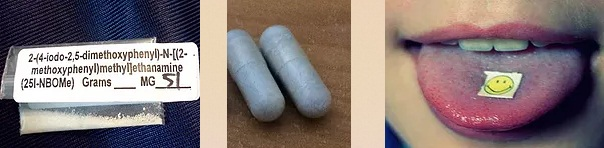 2-(4-iodo-2,5-dimethoxyphenyl)-N-[(2-
methoxyphenyl)methyl]ethanamine
(25I-NBOMe) Grams ___ MG 51